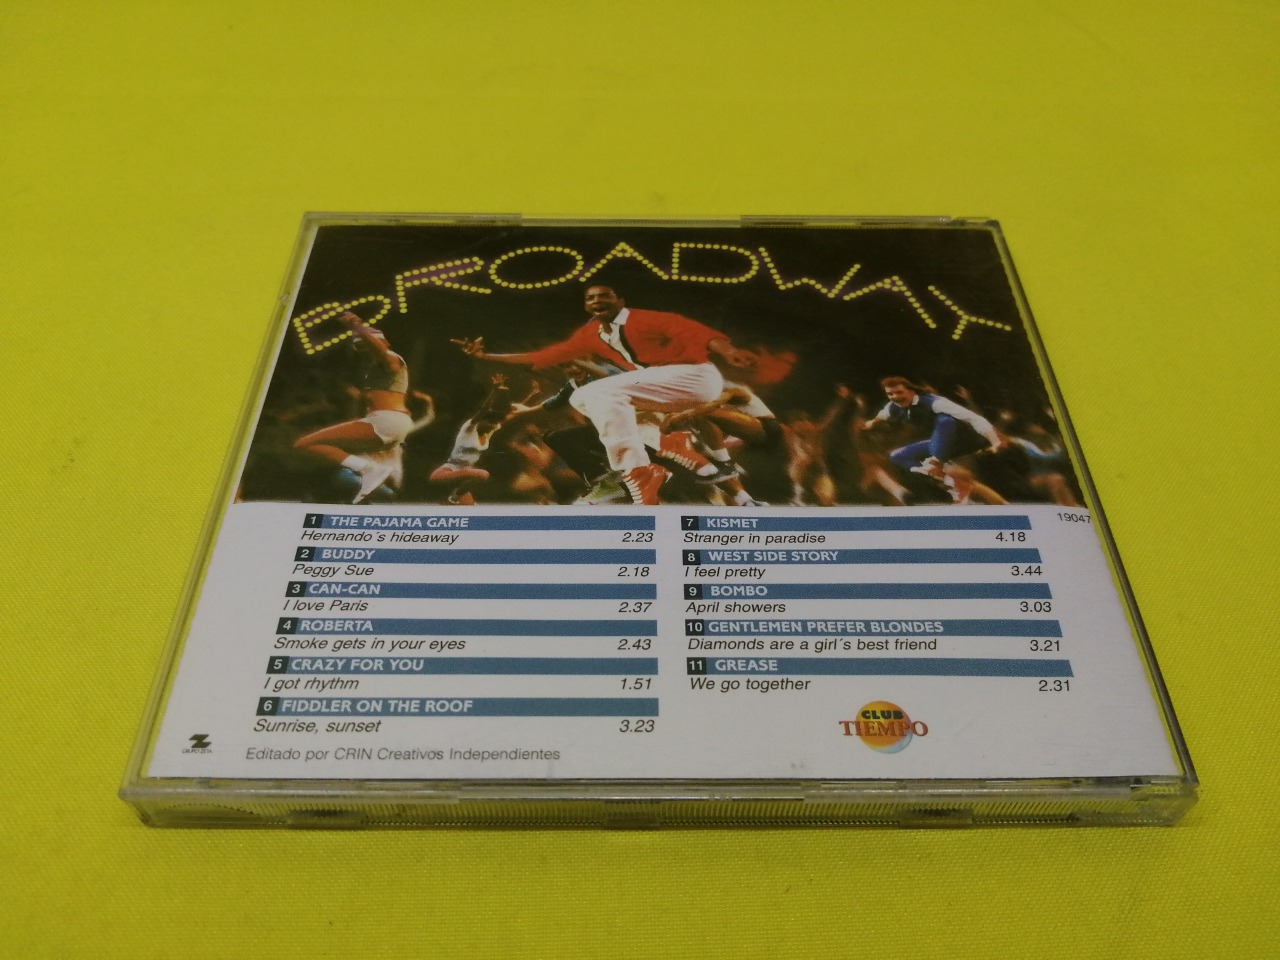 BROADWAY
1 THE PAJAMA GAME
Hernando´s hideaway 2.23
2 BUDDY
Peggy Sue 2.18
3 CAN-CAN
I love Paris 2.37
4 ROBERTA
Smoke gets in your eyes 2.43
5 CRAZY FOR YOU
I got rhythm 1.51
6 FIDDLER ON THE ROOF
Sunrise, sunset 3.23
7 KISMET
Stranger in paradise 4.18
8 WEST SIDE STORY
I feel pretty 3.44
9 BOMBO
April showers 3.03
10 GENTLEMEN PREFER BLONDES
Diamonds are a girl´s best friend 3.21
11 GREASE
We go together 2.31
19047
Z
GRUPO ZETA
Editado por CRIN Creativos Independientes
CLUB
TIEMPO